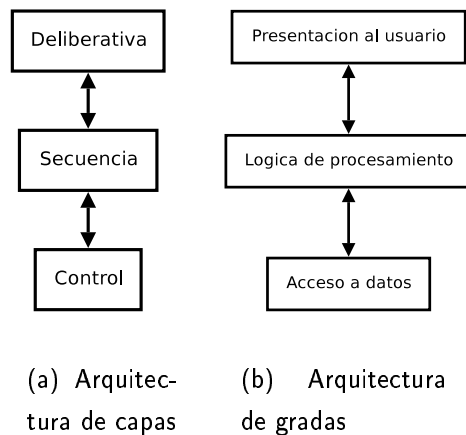 Deliberativa
Secuencia
Control
Presentacion al usuario
Logica de procesamiento
Acceso a datos
(a) Arquitec-
tura de capas
(b) Arquitectura
de gradas